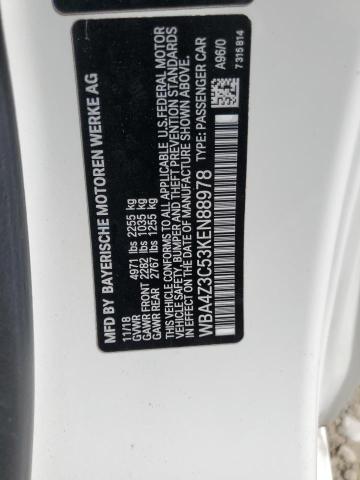 MFD BY BAYERISCHE MOTOREN WERKE AG
11/18
GVWR 4971 lbs 2255 kg
GAWR FRONT 2282 lbs 1035 kg
GAWR REAR 2767 lbs 1255 kg
THIS VEHICLE CONFORMS TO ALL APPLICABLE U.S.FEDERAL MOTOR
VEHICLE SAFETY, BUMPER, AND THEFT PREVENTION STANDARDS
IN EFFECT ON THE DATE OF MANUFACTURE SHOWN ABOVE.
WBA4Z3C53KEN88978 TYPE: PASSENGER CAR
A96/0
7315814